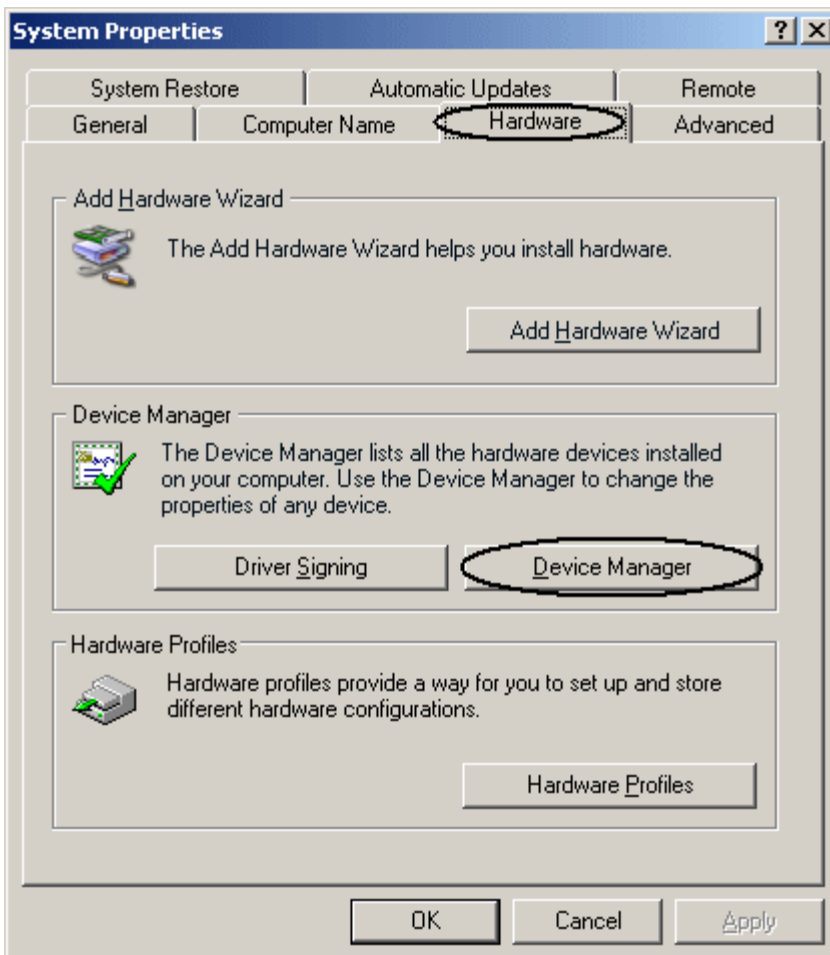 System Properties
System Restore Automatic Updates Remote
General Computer Name Hardware Advanced
Add Hardware Wizard
The Add Hardware Wizard helps you install hardware.
Add Hardware Wizard
Device Manager
The Device Manager lists all the hardware devices installed
on your computer. Use the Device Manager to change the
properties of any device.
Driver Signing Device Manager
Hardware Profiles
Hardware profiles provide a way for you to set up and store
different hardware configurations.
Hardware Profiles
OK Cancel Apply